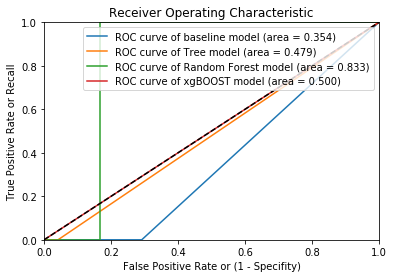 Receiver Operating Characteristic
1.0
0.8
0.6
0.4
0.2
0.0
True Positive Rate or Recall
ROC curve of baseline model (area = 0.354)
ROC curve of Tree model (area = 0.479)
ROC curve of Random Forest model (area = 0.833)
ROC curve of xgBOOST model (area = 0.500)
0.0 0.2 0.4 0.6 0.8 1.0
False Positive Rate or (1 - Specifity)